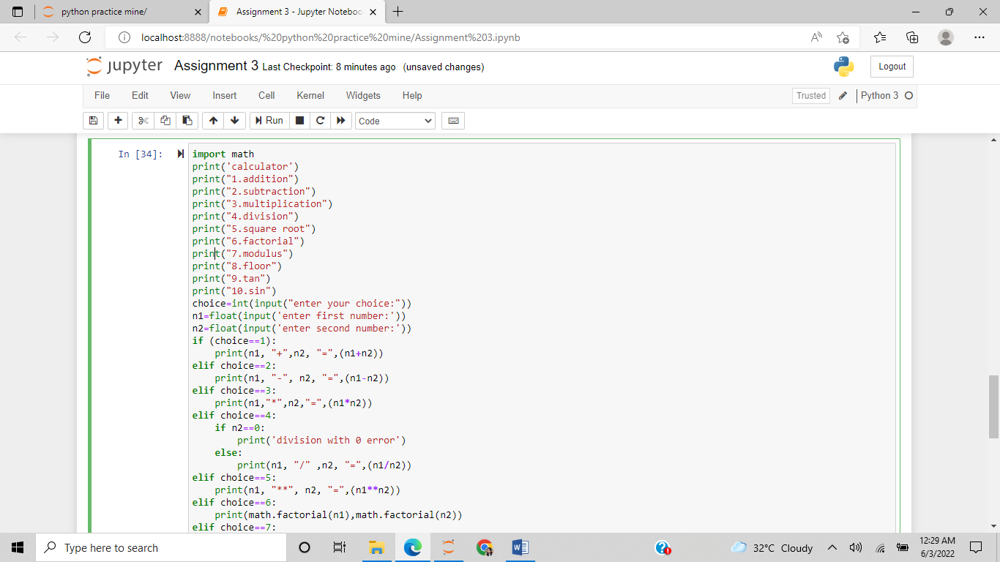 python practice mine/
Assignment 3 - Jupyter Noteboo
localhost:8888/notebooks/%20python%20practice%20mine/Assignment%203.ipynb
jupyter Assignment 3 Last Checkpoint: 8 minutes ago (unsaved changes)
Logout
File Edit View Insert Cell Kernel Widgets Help
Trusted
Python 3
Run
Code
In [34]:
import math
print('calculator')
print("1.addition")
print("2.subtraction")
print("3.multiplication")
print("4.division")
print("5.square root")
print("6.factorial")
print("7.modulus")
print("8.floor")
print("9.tan")
print("10.sin")
choice=int(input("enter your choice:"))
n1=float(input('enter first number:'))
n2=float(input('enter second number:'))
if (choice==1):
    print(n1, "+",n2, "=",(n1+n2))
elif choice==2:
    print(n1, "-", n2, "=",(n1-n2))
elif choice==3:
    print(n1,"*",n2,"=",(n1*n2))
elif choice==4:
    if n2==0:
        print('division with 0 error')
    else:
        print(n1, "/" ,n2, "=",(n1/n2))
elif choice==5:
    print(n1, "**", n2, "=",(n1**n2))
elif choice==6:
    print(math.factorial(n1),math.factorial(n2))
elif choice==7:
Type here to search
32°C Cloudy
12:29 AM
6/3/2022